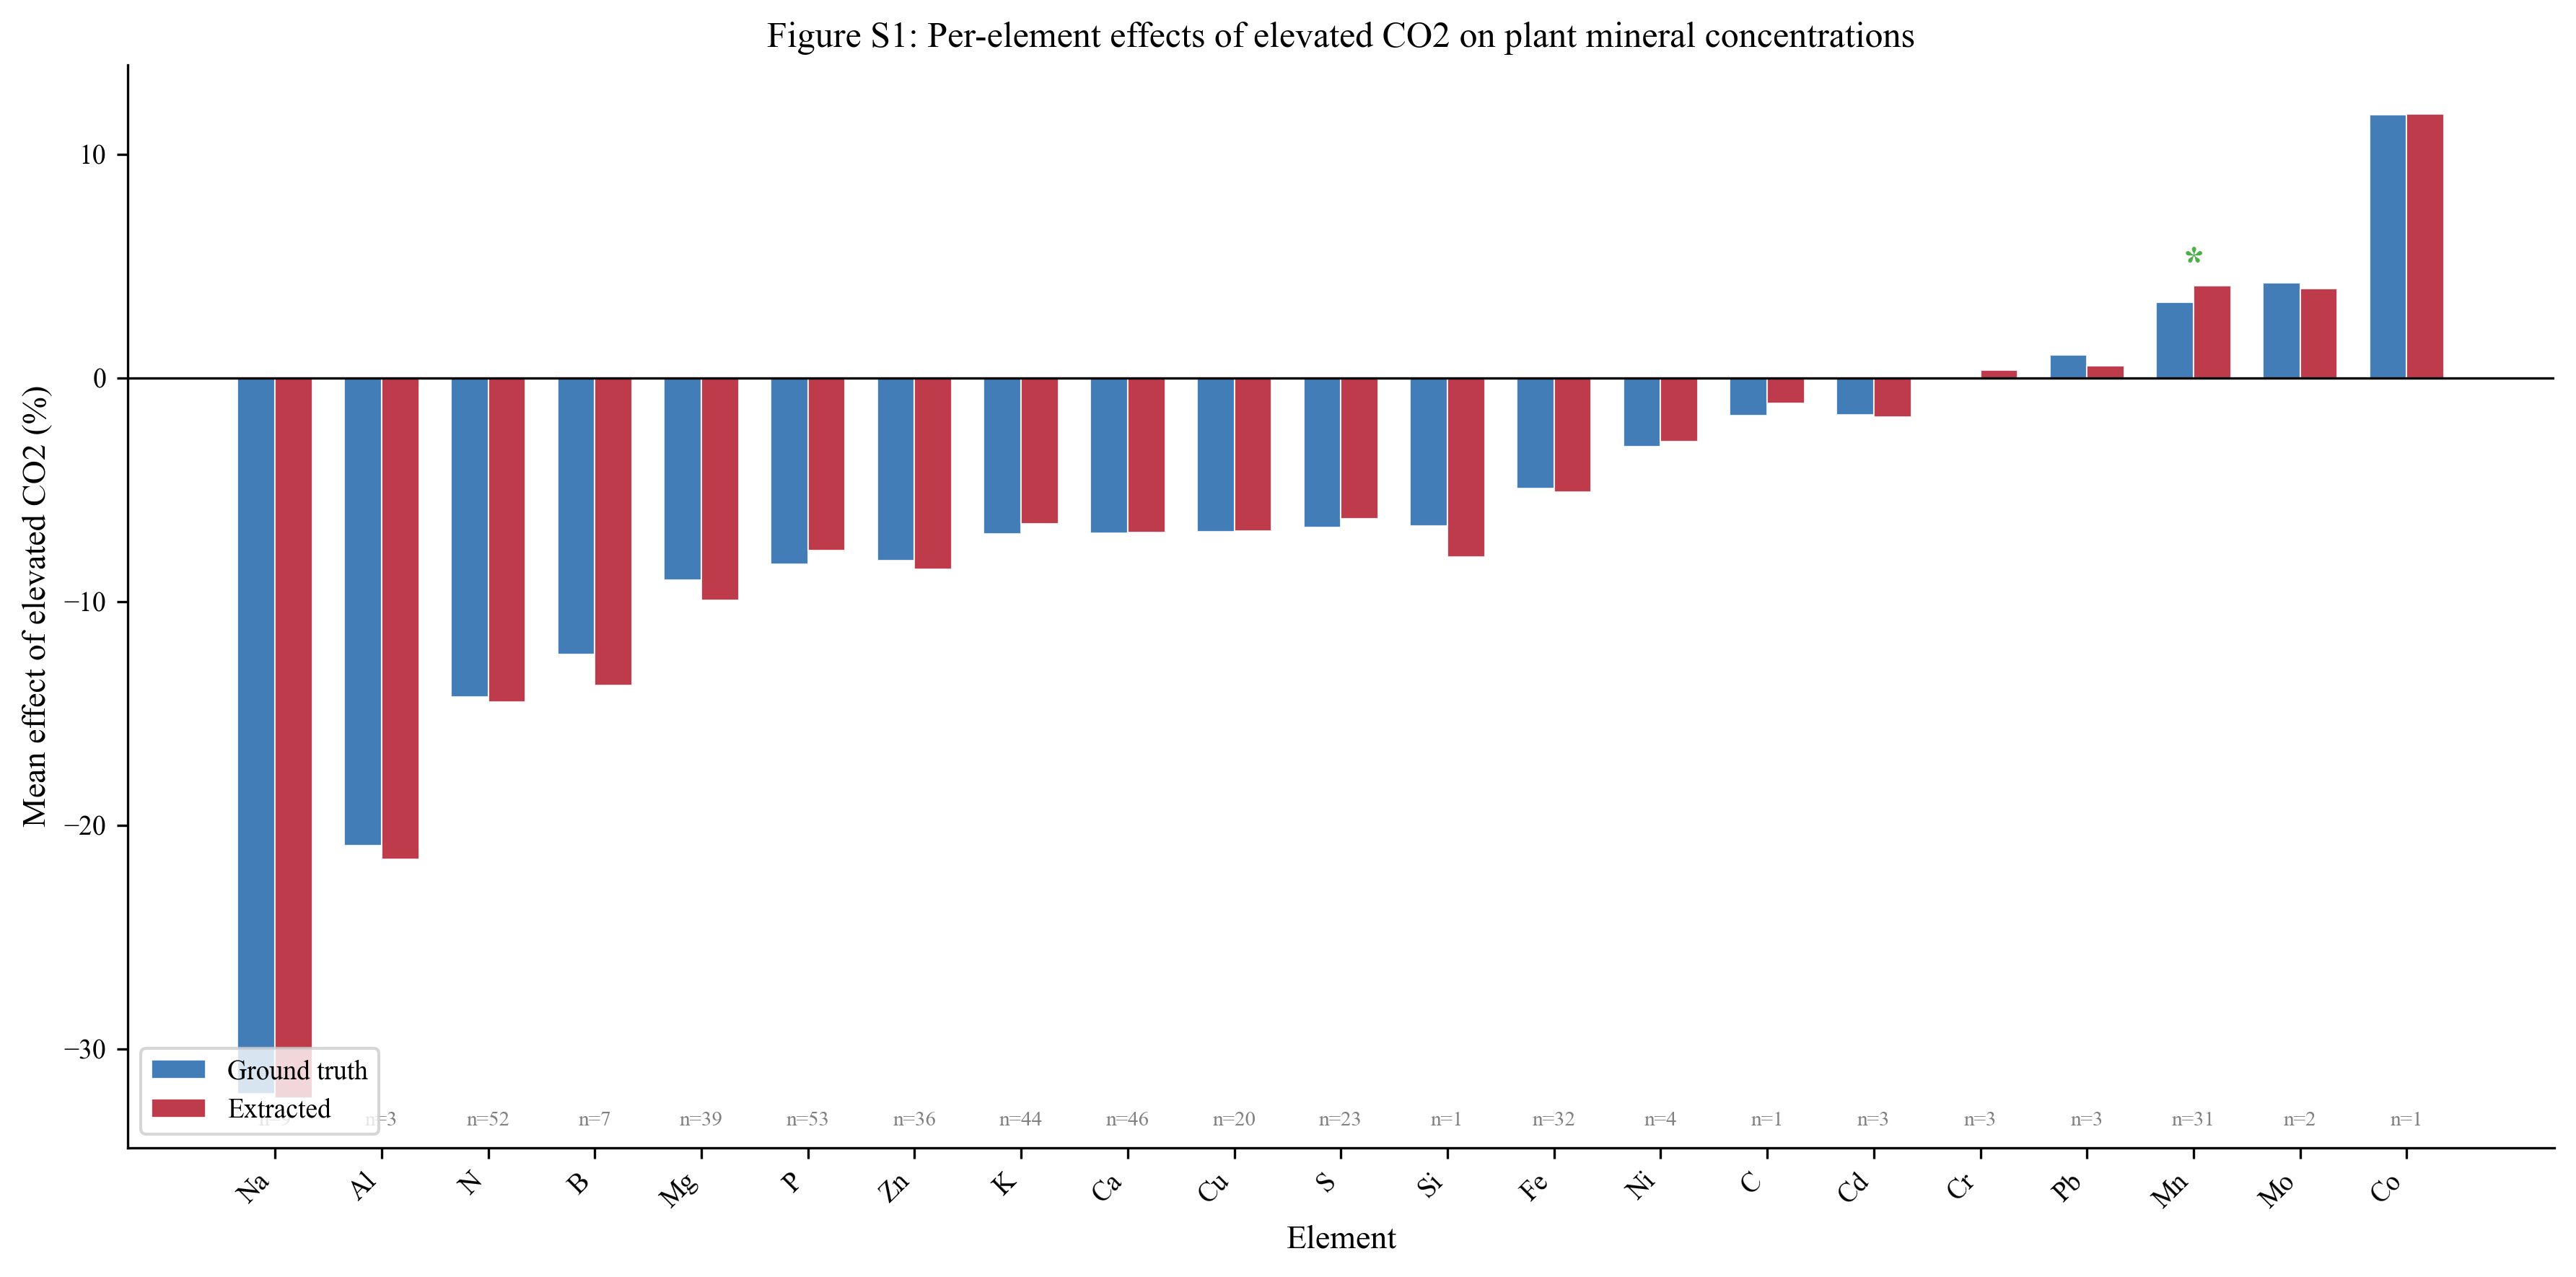 Figure S1: Per-element effects of elevated CO2 on plant mineral concentrations
Mean effect of elevated CO2 (%)
10
0
−10
−20
−30
*
Ground truth
Extracted
n=9 n=3 n=52 n=7 n=39 n=53 n=36 n=44 n=46 n=20 n=23 n=1 n=32 n=4 n=1 n=3 n=3 n=3 n=31 n=2 n=1
Na Al N B Mg P Zn K Ca Cu S Si Fe Ni C Cd Cr Pb Mn Mo Co
Element